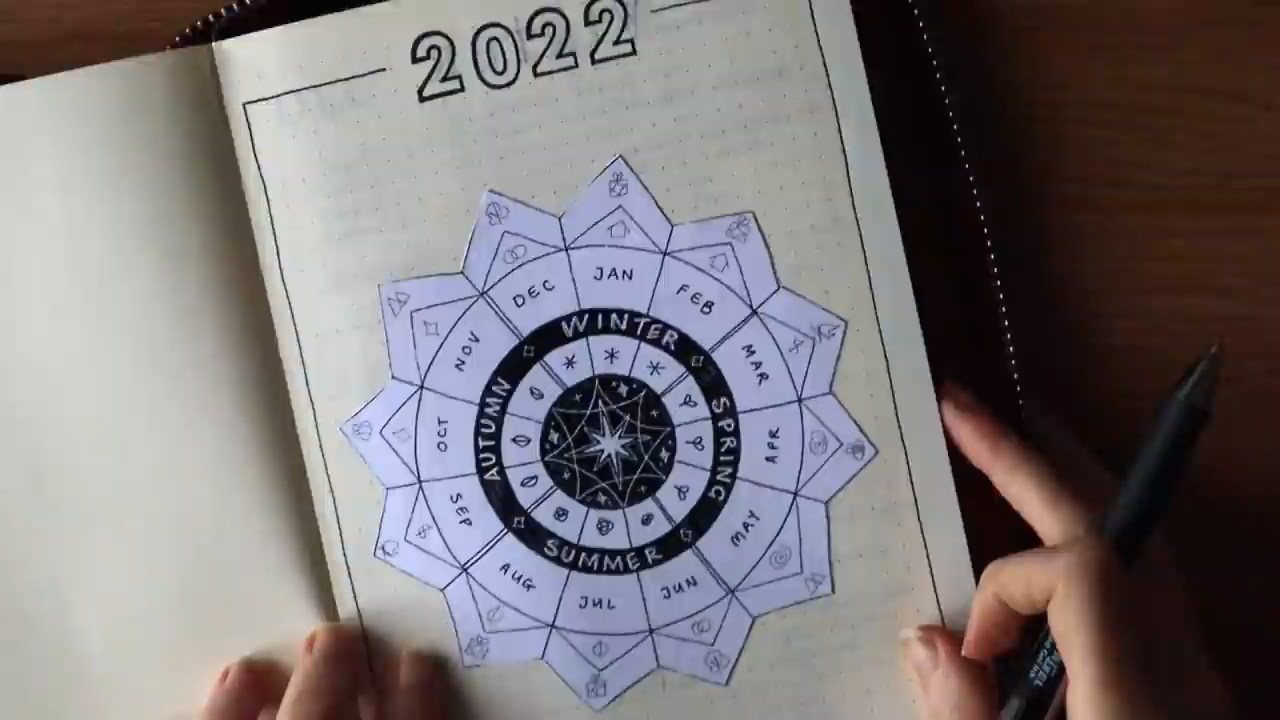 2022
JAN
FEB
MAR
APR
MAY
JUN
JUL
AUG
SEP
OCT
NOV
DEC
WINTER
SPRING
SUMMER
AUTUMN